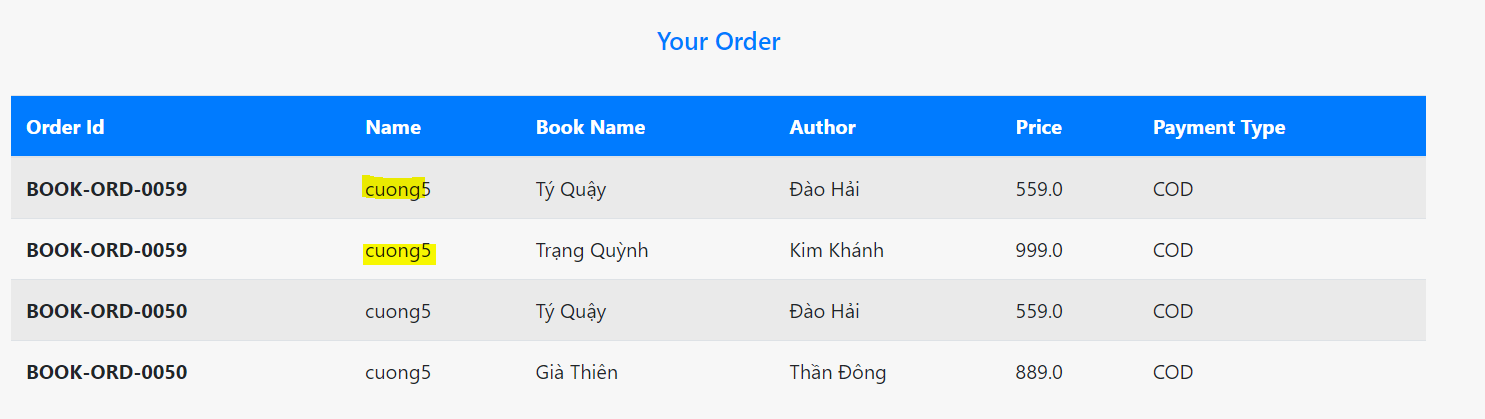 Your Order
Order Id Name Book Name Author Price Payment Type
BOOK-ORD-0059 cuong5 Tý Quậy Đào Hải 559.0 COD
BOOK-ORD-0059 cuong5 Trạng Quỳnh Kim Khánh 999.0 COD
BOOK-ORD-0050 cuong5 Tý Quậy Đào Hải 559.0 COD
BOOK-ORD-0050 cuong5 Già Thiên Thần Đông 889.0 COD